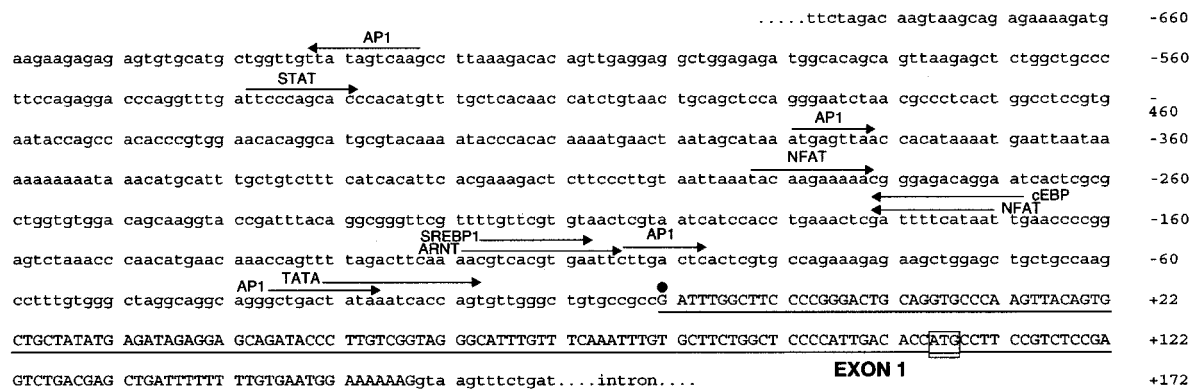 .....ttctagac aagtaagcag agaaaagatg -660
AP1
aagaagagag agtgtgcatg ctggttgtta tagtcaagcc ttaaagacac agttgaggag gctggagaga tggcacagca gttaagagct ctggctgccc -560
STAT
ttccagagga cccaggtttg attcccagca cccacatgtt tgctcacaac catctgtaac tgcagctcca gggaatctaa cgccctcact ggcctccgtg -460
AP1
aataccagcc acacccgtgg aacacaggca tgcgtacaaa atacccacac aaaatgaact aatagcataa atgagttaac cacataaaat gaattaataa -360
NFAT
aaaaaaaata aacatgcatt tgctgtcttt catcacattc acgaaagact cttcccttgt aattaaatac aagaaaaacg ggagacagga atcactcgcg -260
cEBP
ctggtgtgga cagcaaggta ccgatttaca ggcgggttcg ttttgttcgt gtaactcgta atcatccacc tgaaactcga ttttcataat tgaaccccgg -160
NFAT
SREBP1 AP1
ARNT
agtctaaacc aacatgaaac aaaccagtttt tagacttcaa aacgtcacgt gaattcttga ctcactcgtg cagaaagag aagctggagc tgctgccaag -60
AP1 TATA
cctttgtggg ctaggcaggc agggctgact ataaatcacc agtgttgggc tgtgccgccG ATTTGGCTTC CCCGGGACTG CAGGTGCCCA AGTTACAGTG +22
CTGCTATATG AGATAGAGGA GCAGATACCC TTGTCGGTAG GGCATTTGTT TCAAATTTGT GCTTCTGGCT CCCCATTGAC ACCATGCCTT CCGTCTCCGA +122
EXON 1
GTCTGACGAG CTGATTTTTT TTGTGAATGG AAAAAAGgta agtttctgat....intron.... +172